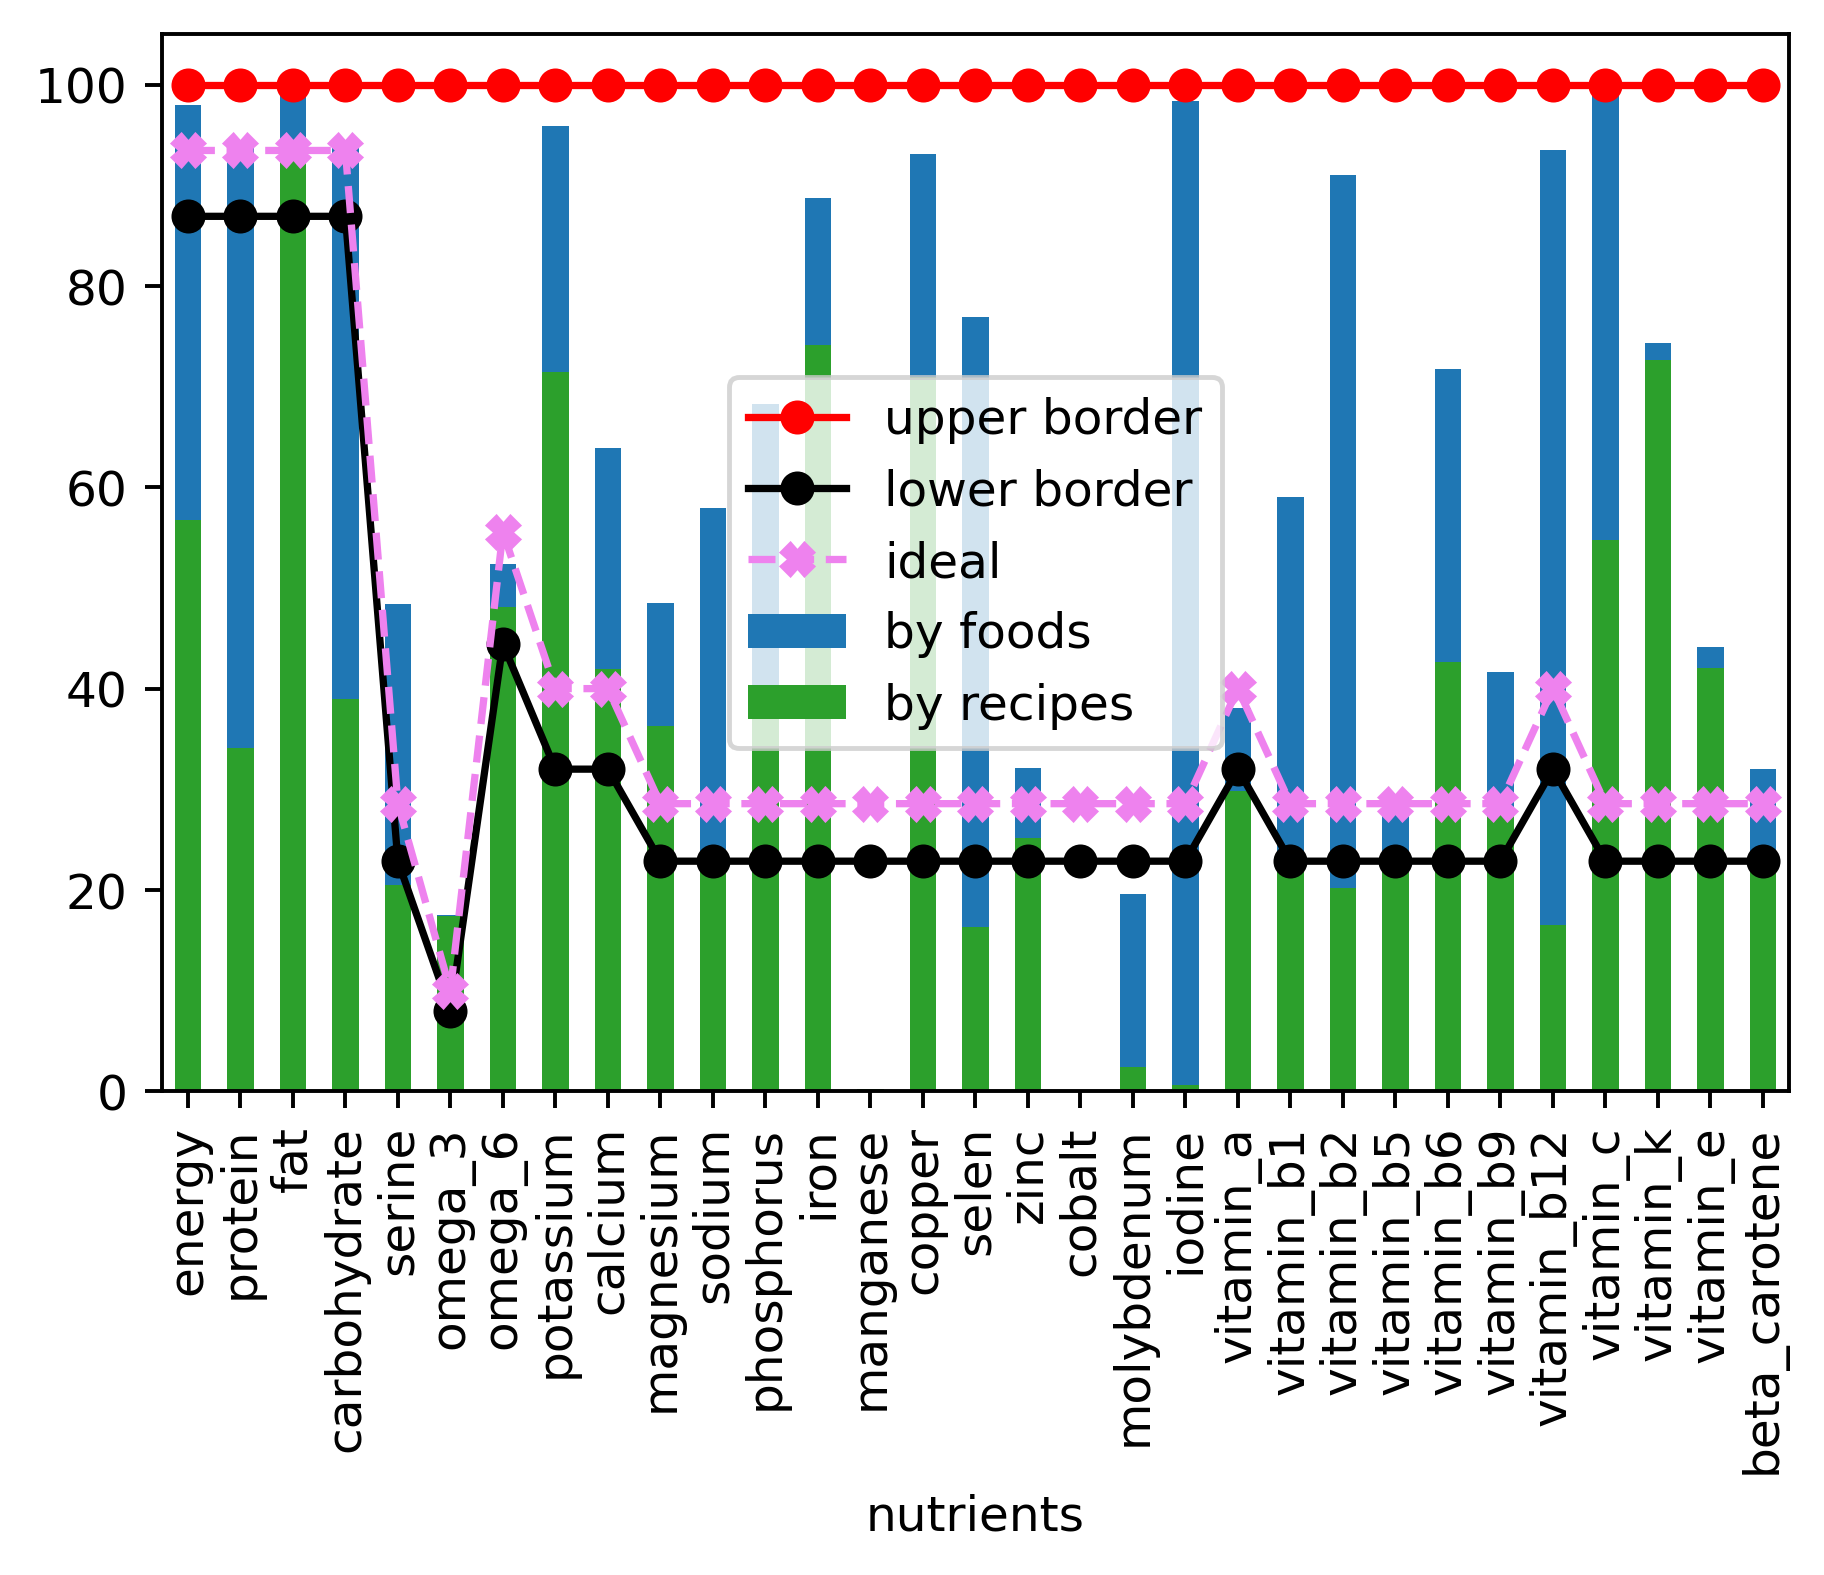 100
80
60
40
20
0
upper border
lower border
ideal
by foods
by recipes
energy
protein
fat
carbohydrate
serine
omega_3
omega_6
potassium
calcium
magnesium
sodium
phosphorus
iron
manganese
copper
selen
zinc
cobalt
molybdenum
iodine
vitamin_a
vitamin_b1
vitamin_b2
vitamin_b5
vitamin_b6
vitamin_b9
vitamin_b12
vitamin_c
vitamin_k
vitamin_e
beta_carotene
nutrients